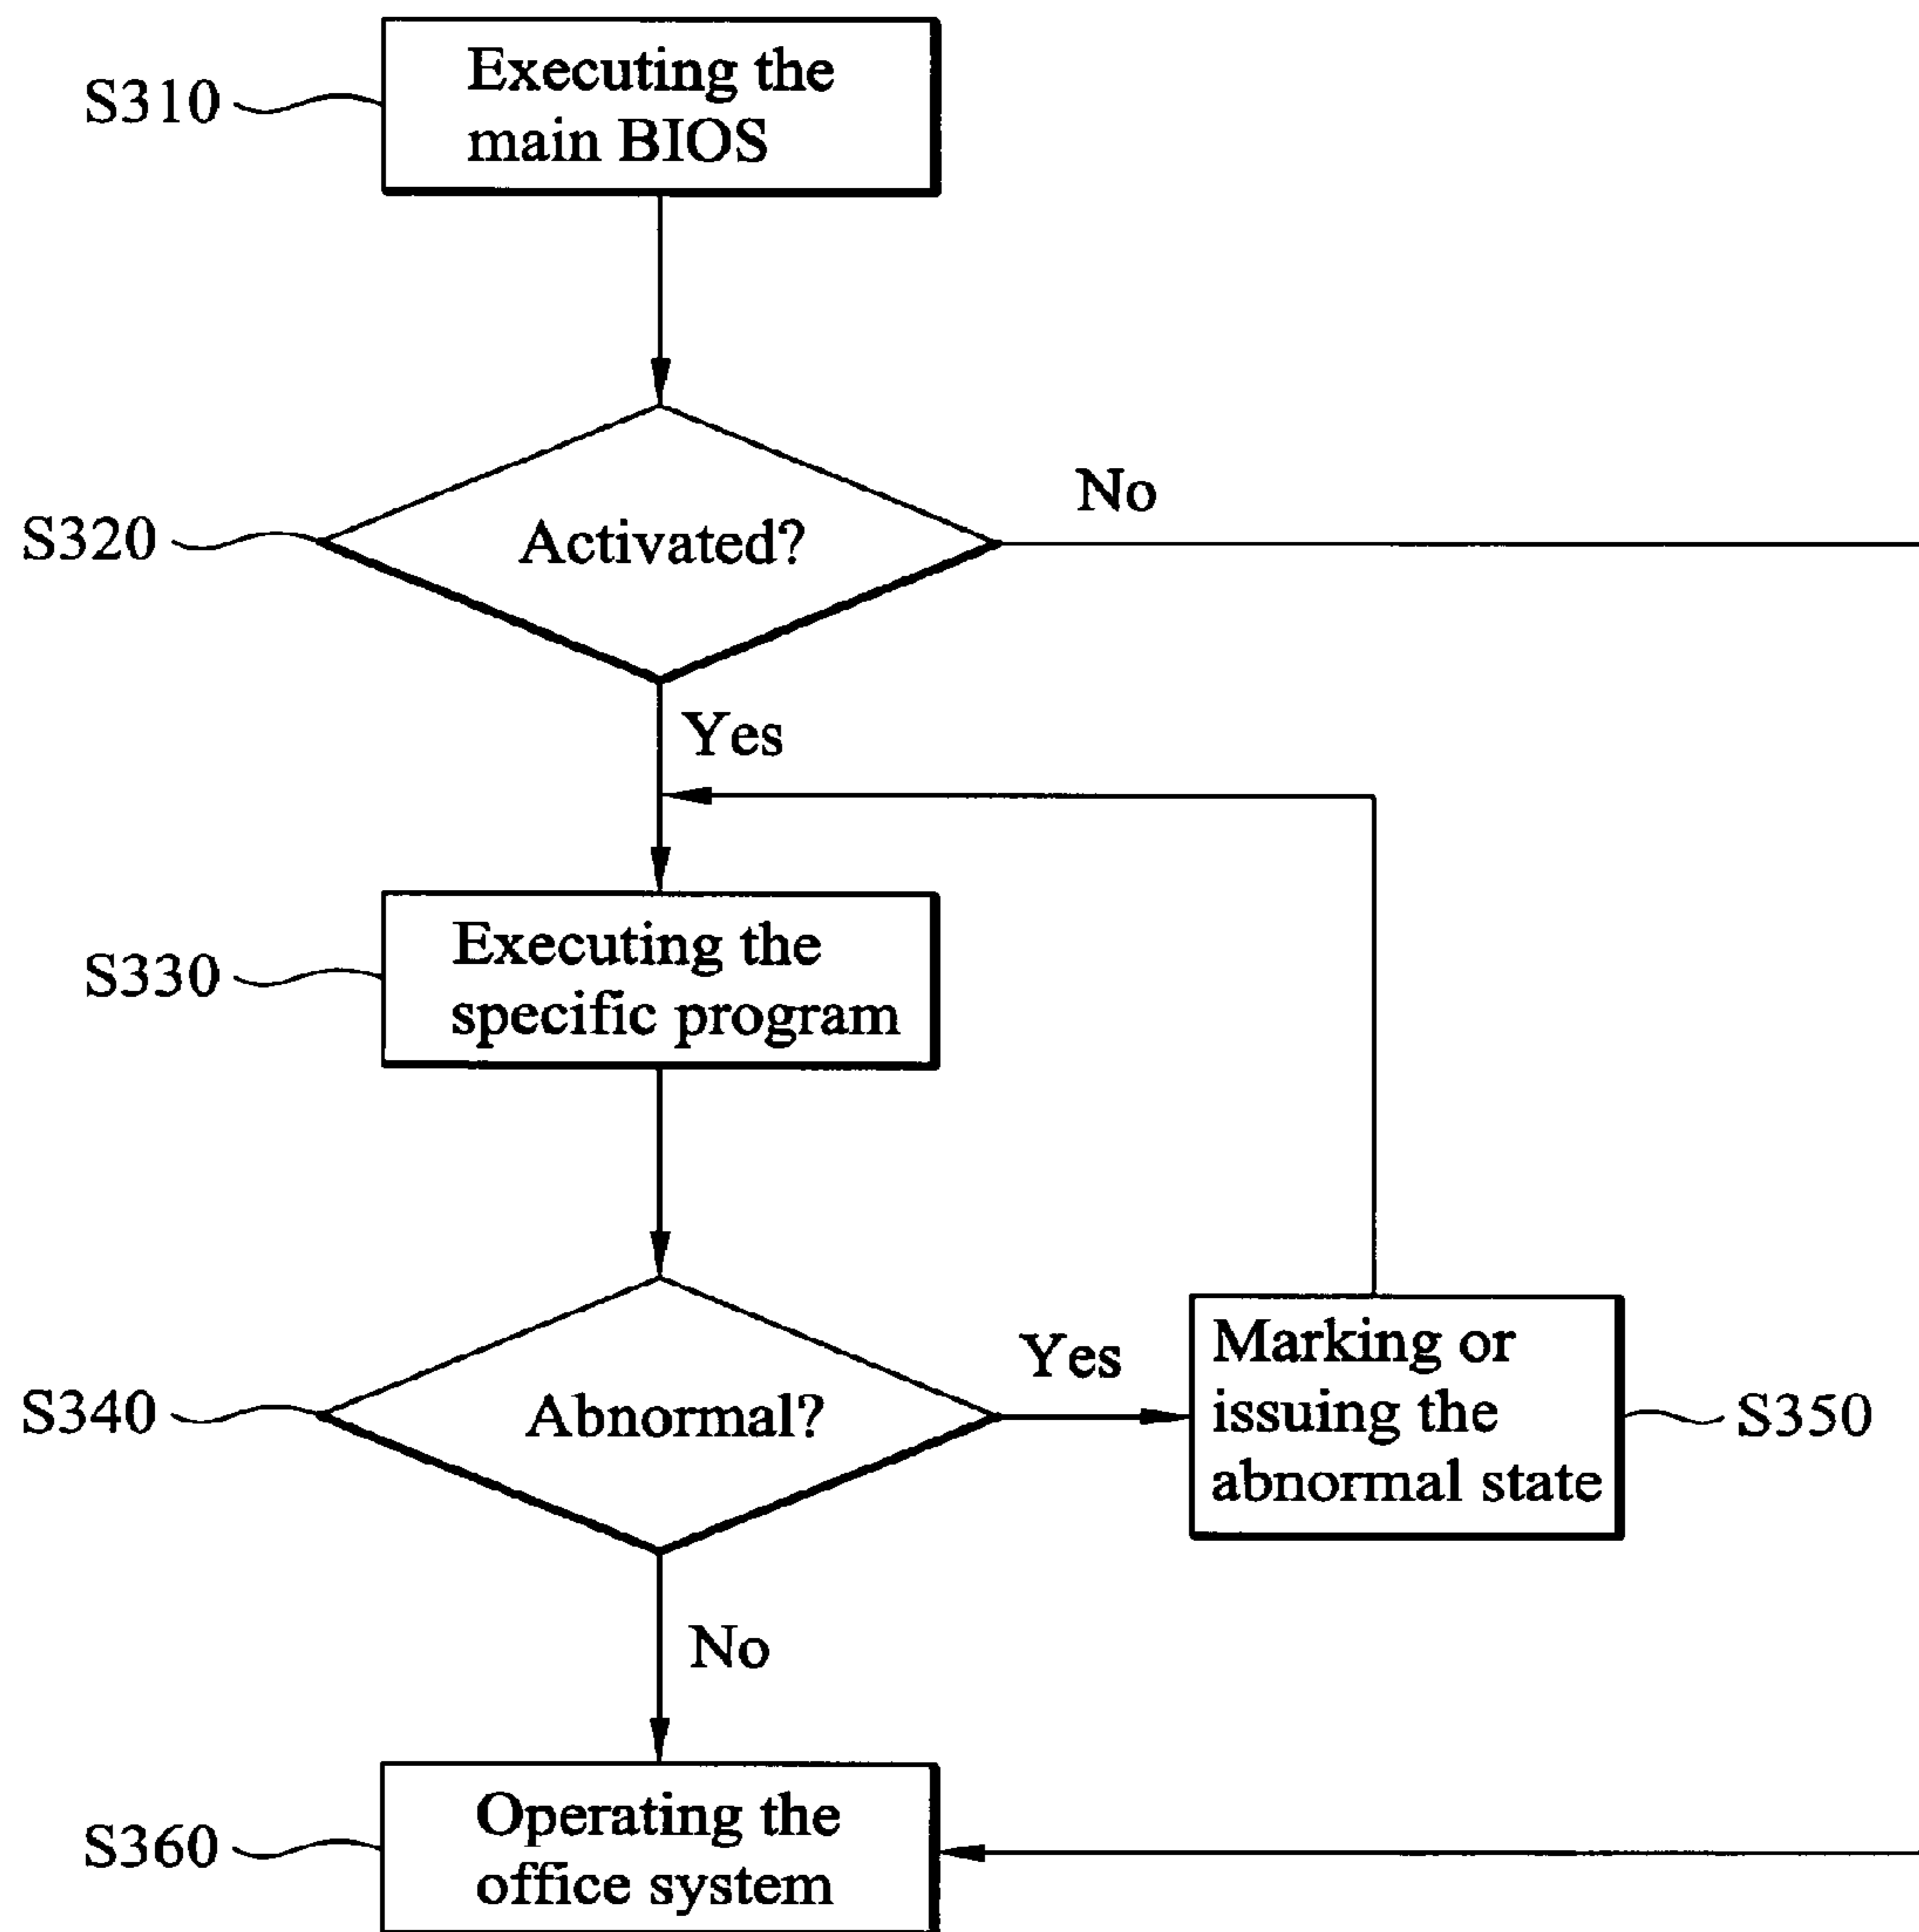 S310
Executing the
main BIOS
S320
Activated?
No
Yes
S330
Executing the
specific program
S340
Abnormal?
Yes
Marking or
issuing the
abnormal state
S350
No
S360
Operating the
office system